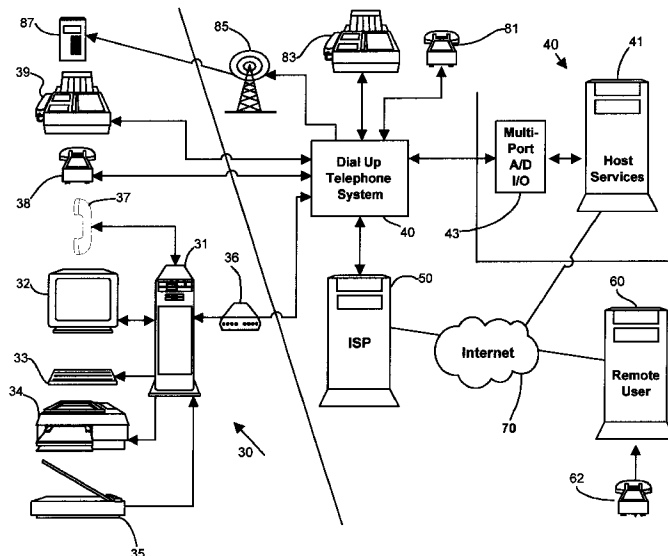 87
85
83
81
40
41
39
Multi-
Port
A/D
I/O
Host
Services
Dial Up
Telephone
System
38
37
43
31
40
32
36
50
60
33
ISP
Internet
Remote
User
34
70
30
62
35